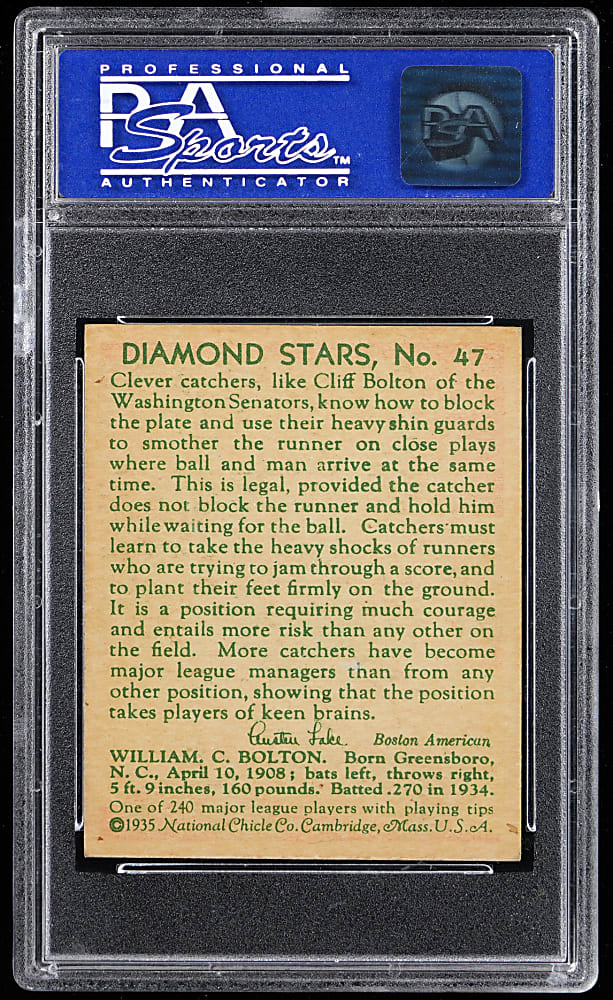 PROFESSIONAL
PSA
Sports TM
AUTHENTICATOR
PSA
DIAMOND STARS, No. 47
Clever catchers, like Cliff Bolton of the
Washington Senators, know how to block
the plate and use their heavy shin guards
to smother the runner on close plays
where ball and man arrive at the same
time. This is legal, provided the catcher
does not block the runner and hold him
while waiting for the ball. Catchers must
learn to take the heavy shocks of runners
who are trying to jam through a score, and
to plant their feet firmly on the ground.
It is a position requiring much courage
and entails more risk than any other on
the field. More catchers have become
major league managers than from any
other position, showing that the position
takes players of keen brains.
Austen Lake Boston American
WILLIAM. C. BOLTON. Born Greensboro,
N. C., April 10, 1908; bats left, throws right,
5 ft. 9 inches, 160 pounds. Batted .270 in 1934.
One of 240 major league players with playing tips
©1935 National Chicle Co. Cambridge, Mass. U.S.A.